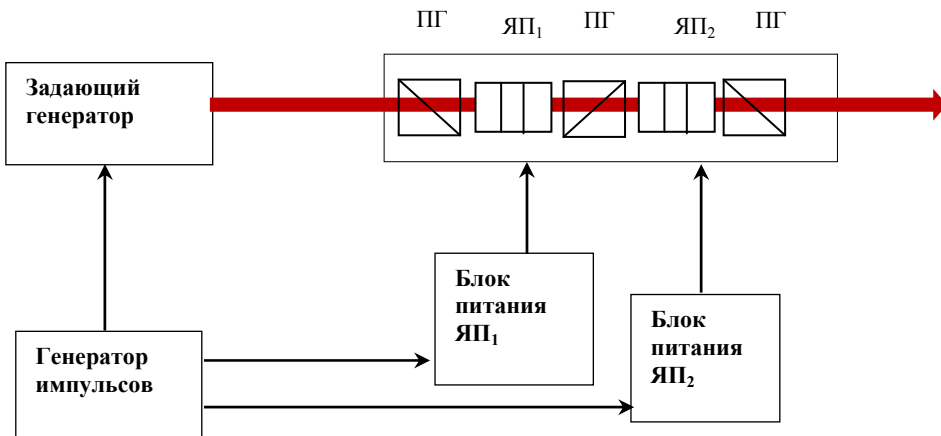 ПГ ЯП₁ ПГ ЯП₂ ПГ
Задающий
генератор
Блок
питания
ЯП₁
Блок
питания
ЯП₂
Генератор
импульсов